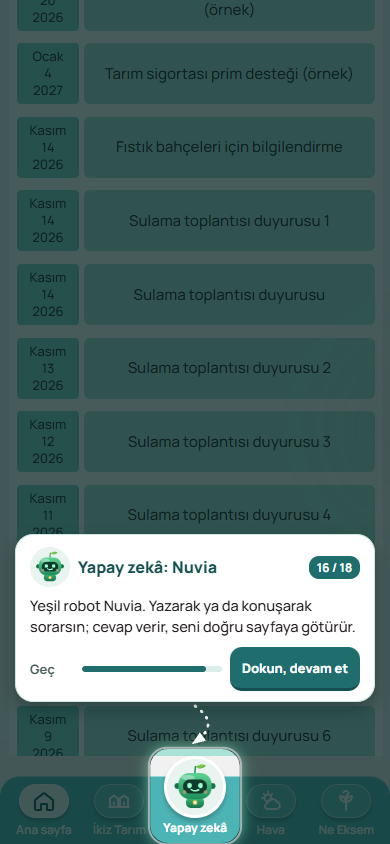 20
2026
(örnek)
Ocak
4
2027
Tarım sigortası prim desteği (örnek)
Kasım
14
2026
Fıstık bahçeleri için bilgilendirme
Kasım
14
2026
Sulama toplantısı duyurusu 1
Kasım
14
2026
Sulama toplantısı duyurusu
Kasım
13
2026
Sulama toplantısı duyurusu 2
Kasım
12
2026
Sulama toplantısı duyurusu 3
Kasım
11
2026
Sulama toplantısı duyurusu 4
Yapay zekâ: Nuvia
16 / 18
Yeşil robot Nuvia. Yazarak ya da konuşarak
sorarsın; cevap verir, seni doğru sayfaya götürür.
Geç
Dokun, devam et
Kasım
9
2026
Sulama toplantısı duyurusu 6
Ana sayfa
İkiz Tarım
Yapay zekâ
Hava
Ne Eksem